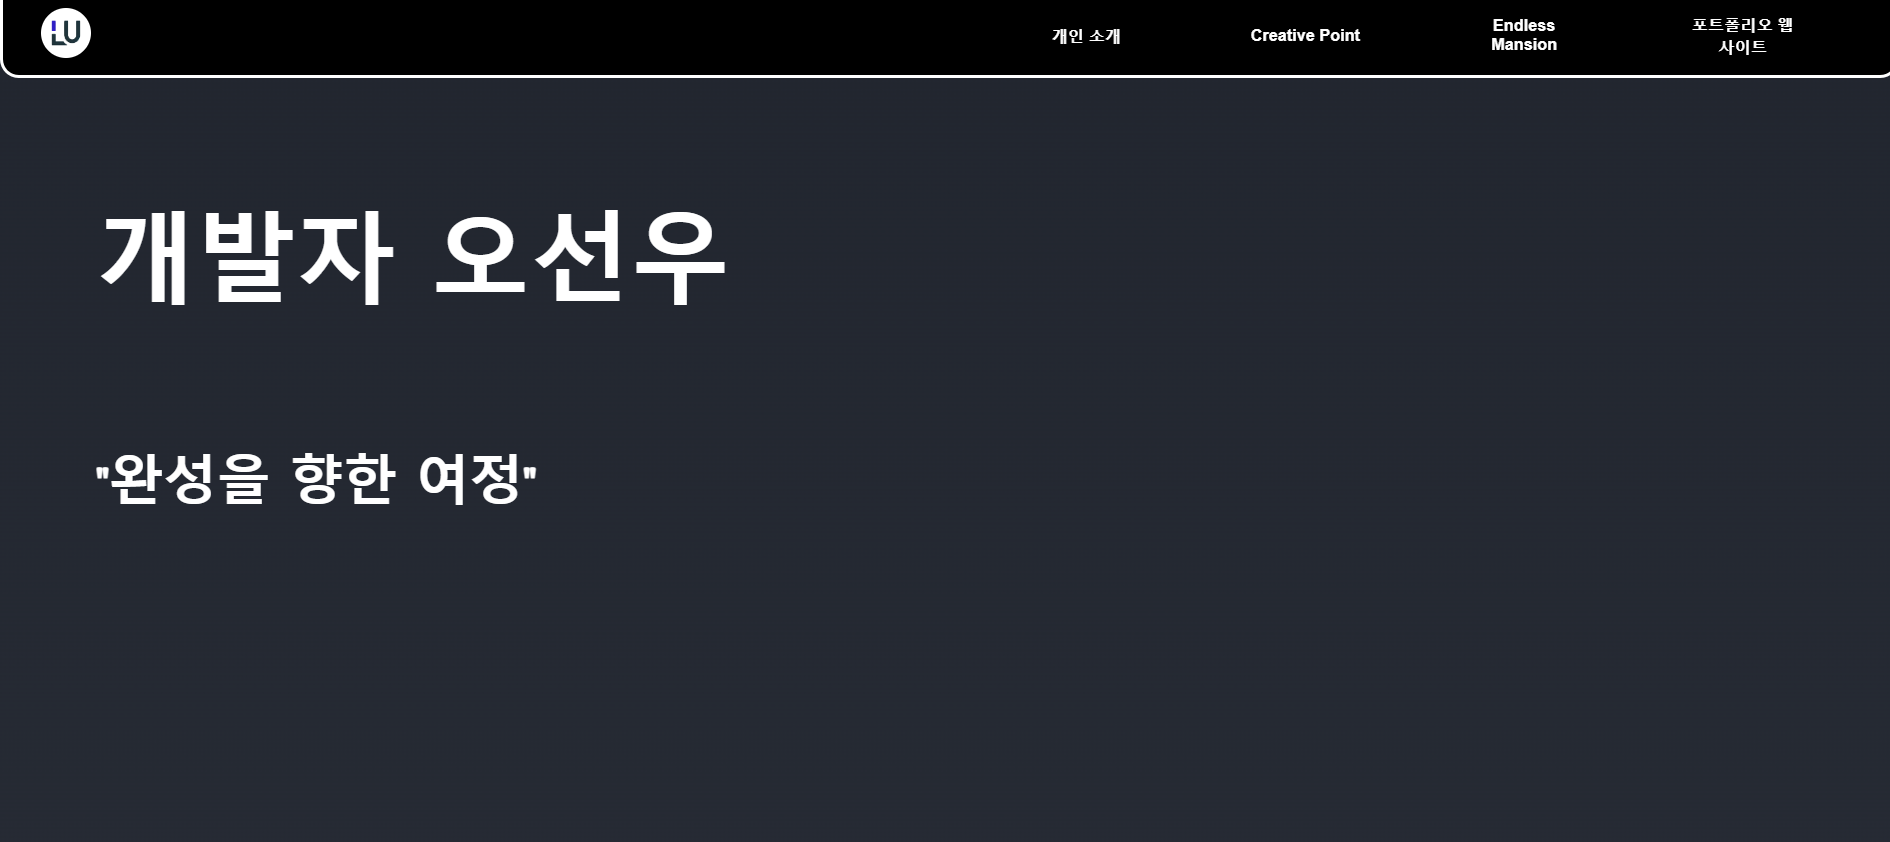 LU
개인 소개
Creative Point
Endless
Mansion
포트폴리오 웹
사이트
개발자 오선우
"완성을 향한 여정"